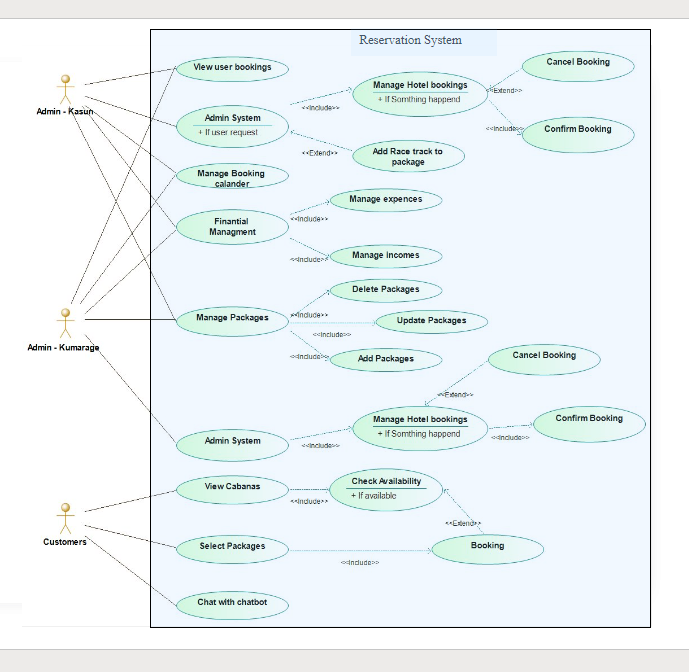 Reservation System
View user bookings
Manage Hotel bookings
+ If Somthing happend
Cancel Booking
<<Extend>>
Admin - Kasun
Admin System
+ If user request
<<Include>>
<<Include>>
Confirm Booking
<<Extend>>
Add Race track to
package
Manage Booking
calander
Manage expences
Finantial
Managment
<<Include>>
<<Include>>
Manage Incomes
Delete Packages
Manage Packages
<<Include>>
Update Packages
<<Include>>
Admin - Kumarage
<<Include>>
Add Packages
Cancel Booking
<<Extend>>
Manage Hotel bookings
+ If Somthing happend
Confirm Booking
Admin System
<<Include>>
<<Include>>
View Cabanas
<<Include>>
Check Availability
+ If available
<<Extend>>
Customers
Select Packages
Booking
<<Include>>
Chat with chatbot